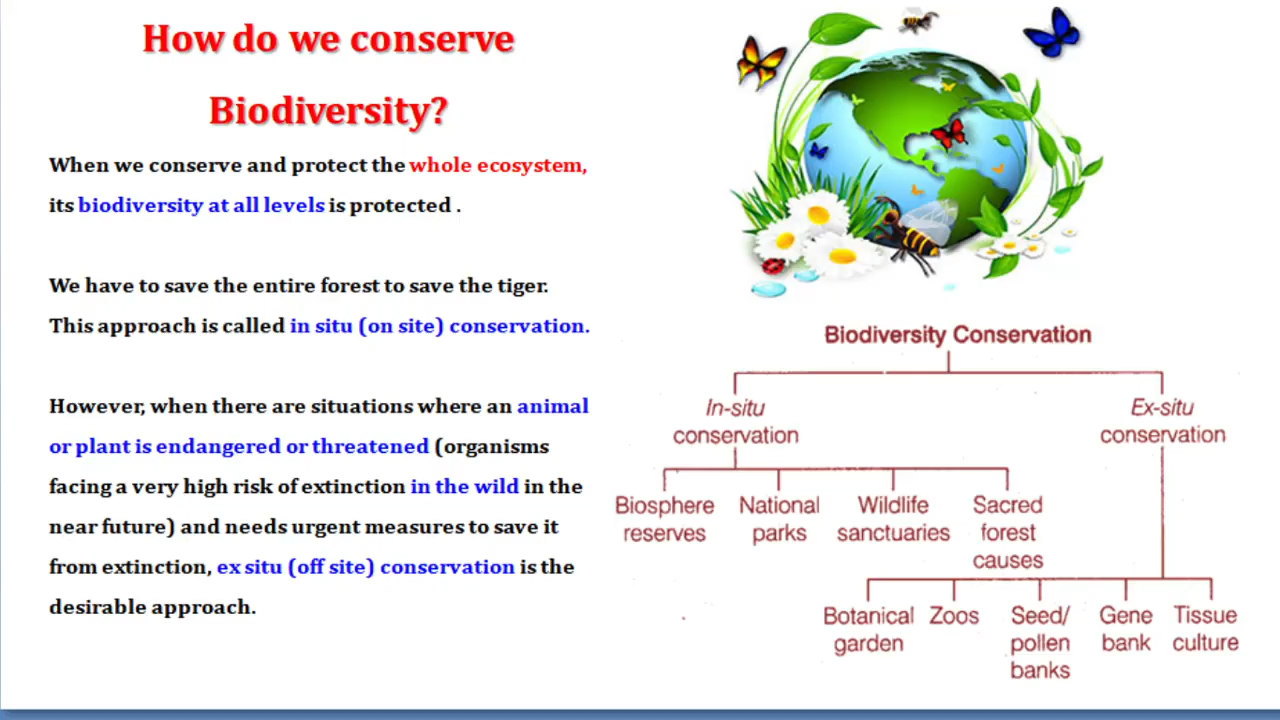 How do we conserve
Biodiversity?
When we conserve and protect the whole ecosystem,
its biodiversity at all levels is protected .
We have to save the entire forest to save the tiger.
This approach is called in situ (on site) conservation.
However, when there are situations where an animal
or plant is endangered or threatened (organisms
facing a very high risk of extinction in the wild in the
near future) and needs urgent measures to save it
from extinction, ex situ (off site) conservation is the
desirable approach.
Biodiversity Conservation
In-situ
conservation
Ex-situ
conservation
Biosphere
reserves
National
parks
Wildlife
sanctuaries
Sacred
forest
causes
Botanical
garden
Zoos
Seed/
pollen
banks
Gene
bank
Tissue
culture